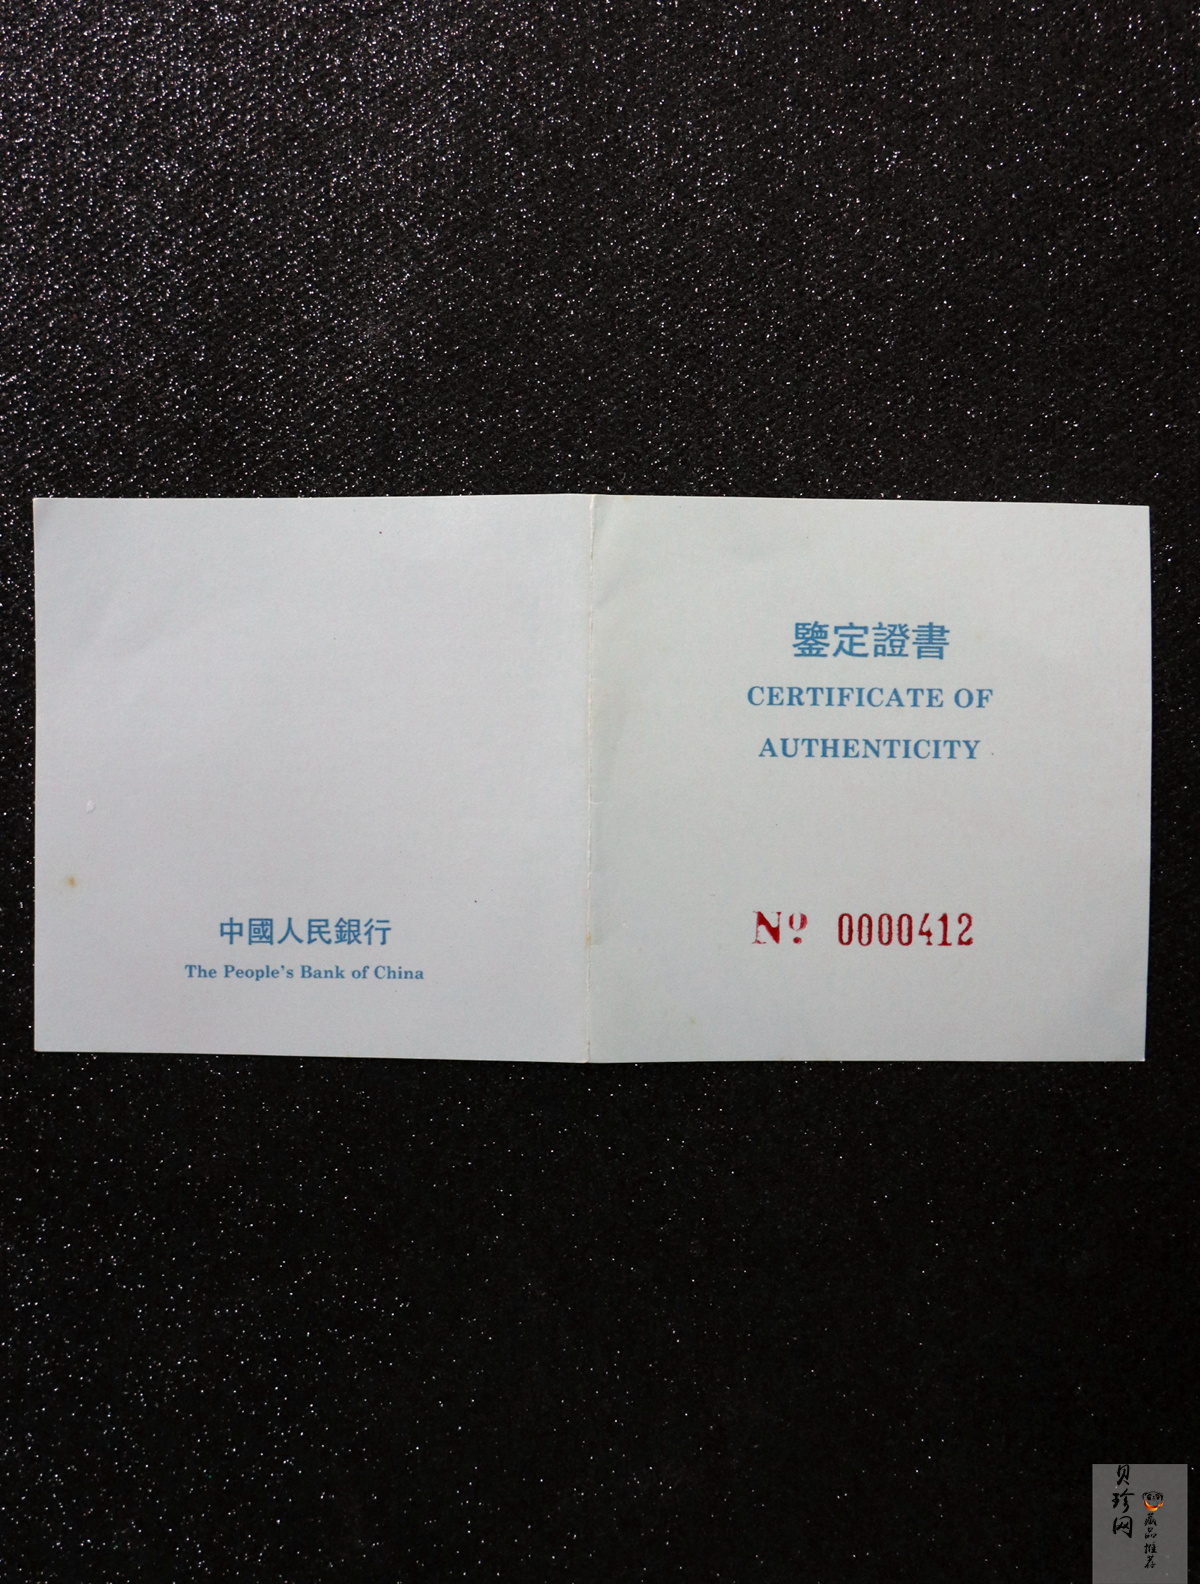 鑒定證書
CERTIFICATE OF
AUTHENTICITY
Nº 0000412
中國人民銀行
The People's Bank of China
贝珍网
藏品推荐